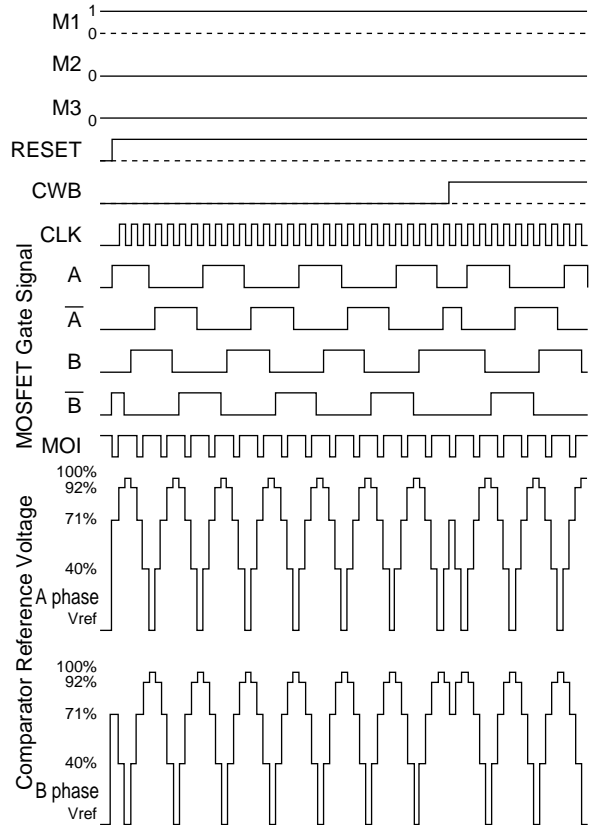 M1 1
0
M2 0
M3 0
RESET
CWB
CLK
MOSFET Gate Signal
A
A
B
B
MOI
Comparator Reference Voltage
100%
92%
71%
40%
A phase
Vref
100%
92%
71%
40%
B phase
Vref